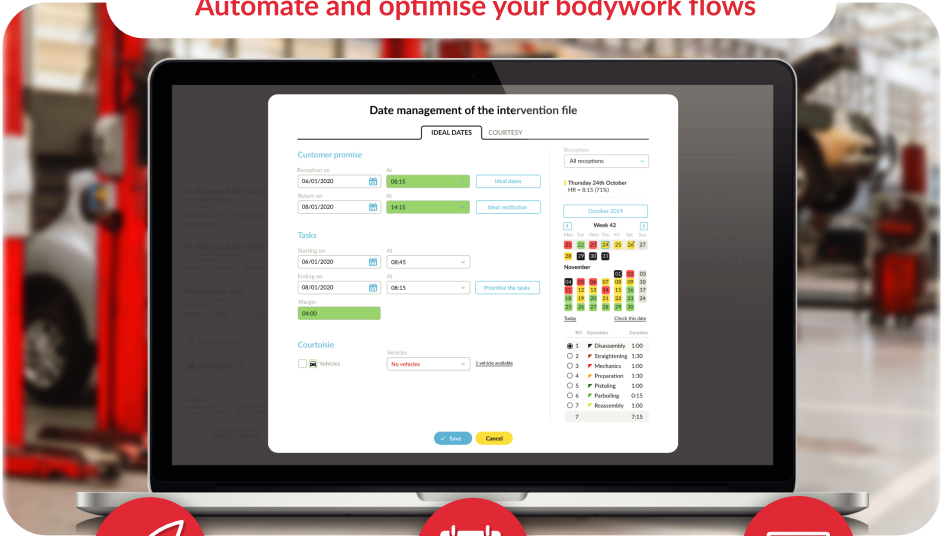 Automate and optimise your bodywork flows
Date management of the intervention file
IDEAL DATES COURTESY
Customer promise
Reception on At
06/01/2020 08:15 Ideal dates
Return on At
08/01/2020 14:15 Ideal restitution
Tasks
Starting on At
06/01/2020 08:45
Ending on At
08/01/2020 08:15 Prioritise the tasks
Margin
04:00
Courtoisie
Vehicles
Vehicles No vehicles 1 vehicle available
Save Cancel
Reception
All receptions
Thursday 24th October
HR = 8:15 (71%)
October 2019
Week 42
Mon Tue Wen Thu Fri Sat Sun
21 22 23 24 25 26 27
28 29 30 31
November
01 02 03
04 05 06 07 08 09 10
11 12 13 14 15 16 17
18 19 20 21 22 23 24
25 26 27 28 29 30
Today Check this date
RO Operation Duration
1 Disassembly 1:00
2 Straightening 1:30
3 Mechanics 1:00
4 Preparation 1:30
5 Pistoling 1:00
6 Parboiling 0:15
7 Reassembly 1:00
7 7:15